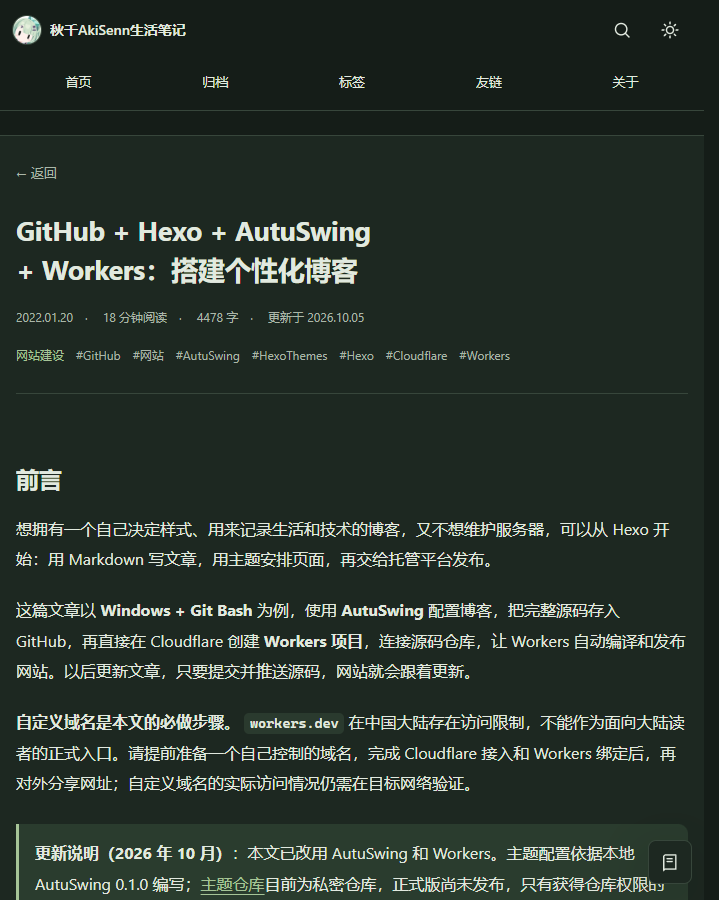 秋千AkiSenn生活笔记
首页 归档 标签 友链 关于
← 返回
GitHub + Hexo + AutuSwing
+ Workers：搭建个性化博客
2022.01.20 · 18 分钟阅读 · 4478 字 · 更新于 2026.10.05
网站建设 #GitHub #网站 #AutuSwing #HexoThemes #Hexo #Cloudflare #Workers
前言
想拥有一个自己决定样式、用来记录生活和技术的博客，又不想维护服务器，可以从 Hexo 开
始：用 Markdown 写文章，用主题安排页面，再交给托管平台发布。
这篇文章以 Windows + Git Bash 为例，使用 AutuSwing 配置博客，把完整源码存入
GitHub，再直接在 Cloudflare 创建 Workers 项目，连接源码仓库，让 Workers 自动编译和发布
网站。以后更新文章，只要提交并推送源码，网站就会跟着更新。
自定义域名是本文的必做步骤。 workers.dev 在中国大陆存在访问限制，不能作为面向大陆读
者的正式入口。请提前准备一个自己控制的域名，完成 Cloudflare 接入和 Workers 绑定后，再
对外分享网址；自定义域名的实际访问情况仍需在目标网络验证。
更新说明（2026 年 10 月）：本文已改用 AutuSwing 和 Workers。主题配置依据本地
AutuSwing 0.1.0 编写；主题仓库目前为私密仓库，正式版尚未发布，只有获得仓库权限的